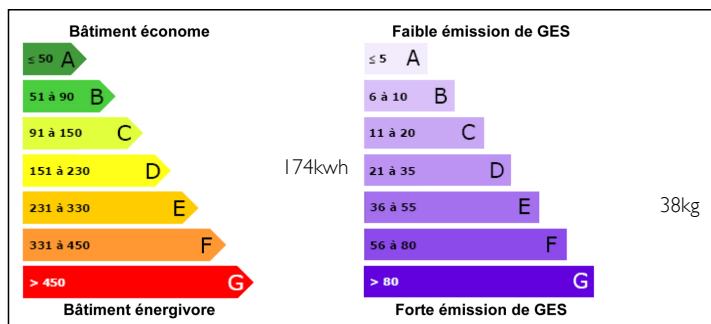 Bâtiment économe
≤ 50 A
51 à 90 B
91 à 150 C
151 à 230 D
174kwh
231 à 330 E
331 à 450 F
> 450 G
Bâtiment énergivore
Faible émission de GES
≤ 5 A
6 à 10 B
11 à 20 C
21 à 35 D
36 à 55 E
38kg
56 à 80 F
> 80 G
Forte émission de GES